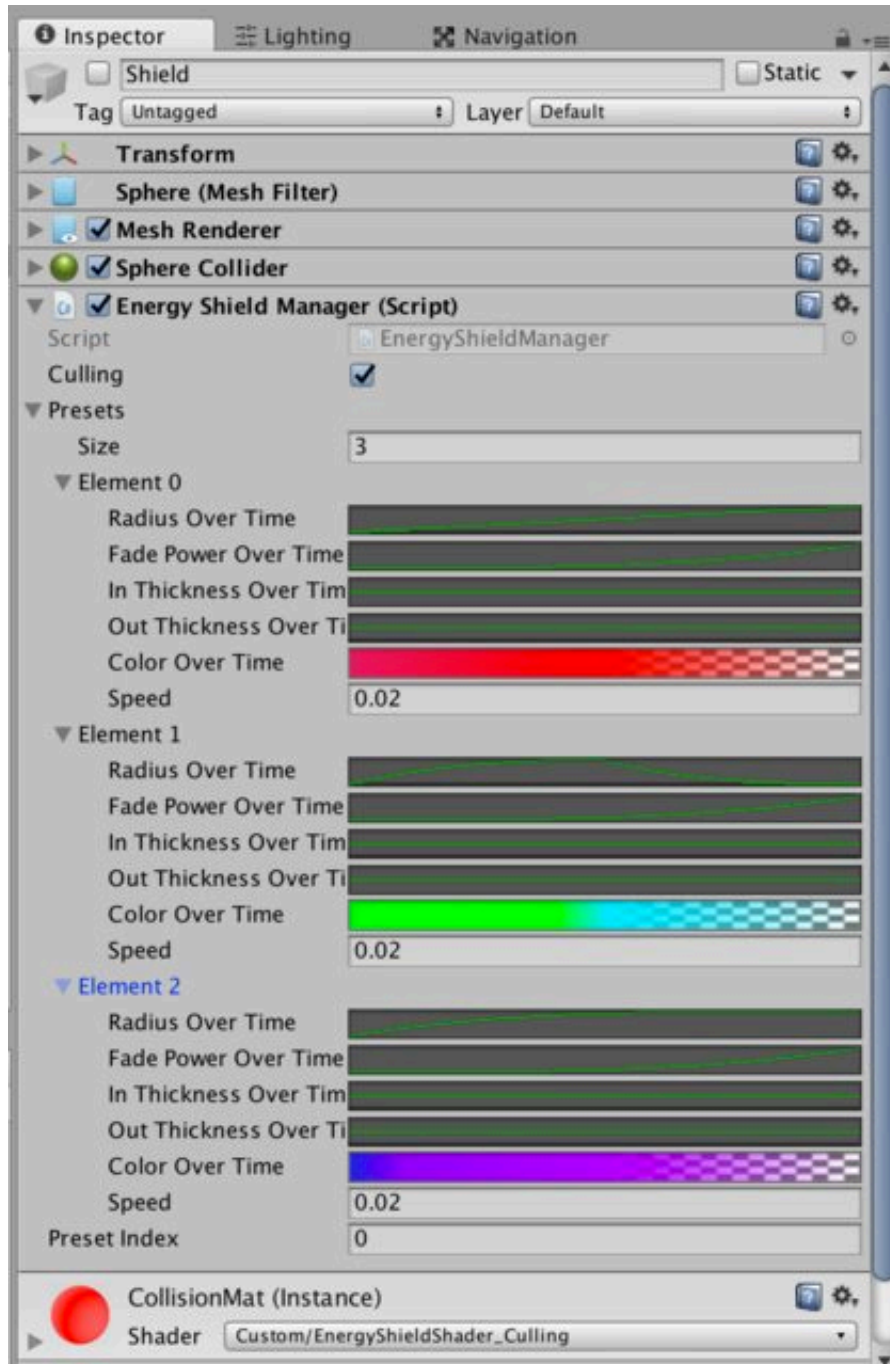 Inspector Lighting Navigation
Shield Static
Tag Untagged Layer Default
Transform
Sphere (Mesh Filter)
Mesh Renderer
Sphere Collider
Energy Shield Manager (Script)
Script EnergyShieldManager
Culling
Presets
Size 3
Element 0
Radius Over Time
Fade Power Over Time
In Thickness Over Tim
Out Thickness Over Ti
Color Over Time
Speed 0.02
Element 1
Radius Over Time
Fade Power Over Time
In Thickness Over Tim
Out Thickness Over Ti
Color Over Time
Speed 0.02
Element 2
Radius Over Time
Fade Power Over Time
In Thickness Over Tim
Out Thickness Over Ti
Color Over Time
Speed 0.02
Preset Index 0
CollisionMat (Instance)
Shader Custom/EnergyShieldShader_Culling